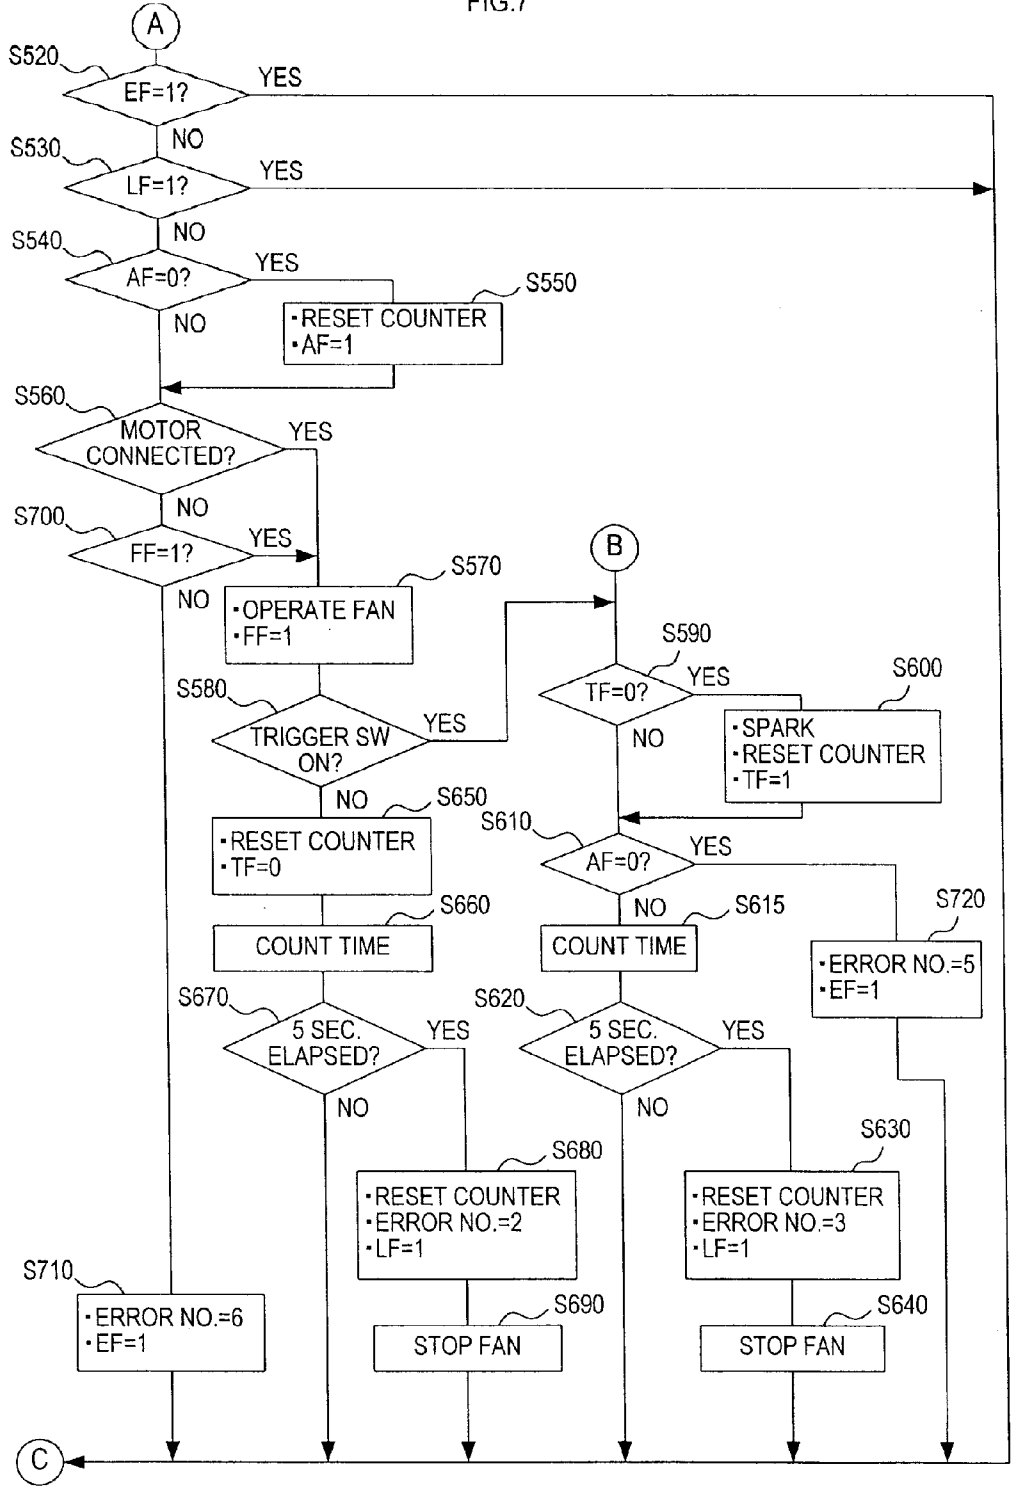 FIG.7
A
S520
EF=1?
YES
NO
S530
LF=1?
YES
NO
S540
AF=0?
YES
NO
S550
·RESET COUNTER
·AF=1
S560
MOTOR
CONNECTED?
YES
NO
S700
FF=1?
YES
NO
S570
·OPERATE FAN
·FF=1
B
S580
TRIGGER SW
ON?
YES
NO
S590
TF=0?
YES
NO
S600
·SPARK
·RESET COUNTER
·TF=1
S650
·RESET COUNTER
·TF=0
S610
AF=0?
YES
NO
S660
COUNT TIME
S615
COUNT TIME
S720
·ERROR NO.=5
·EF=1
S670
5 SEC.
ELAPSED?
YES
NO
S620
5 SEC.
ELAPSED?
YES
NO
S680
·RESET COUNTER
·ERROR NO.=2
·LF=1
S630
·RESET COUNTER
·ERROR NO.=3
·LF=1
S710
·ERROR NO.=6
·EF=1
S690
STOP FAN
S640
STOP FAN
C